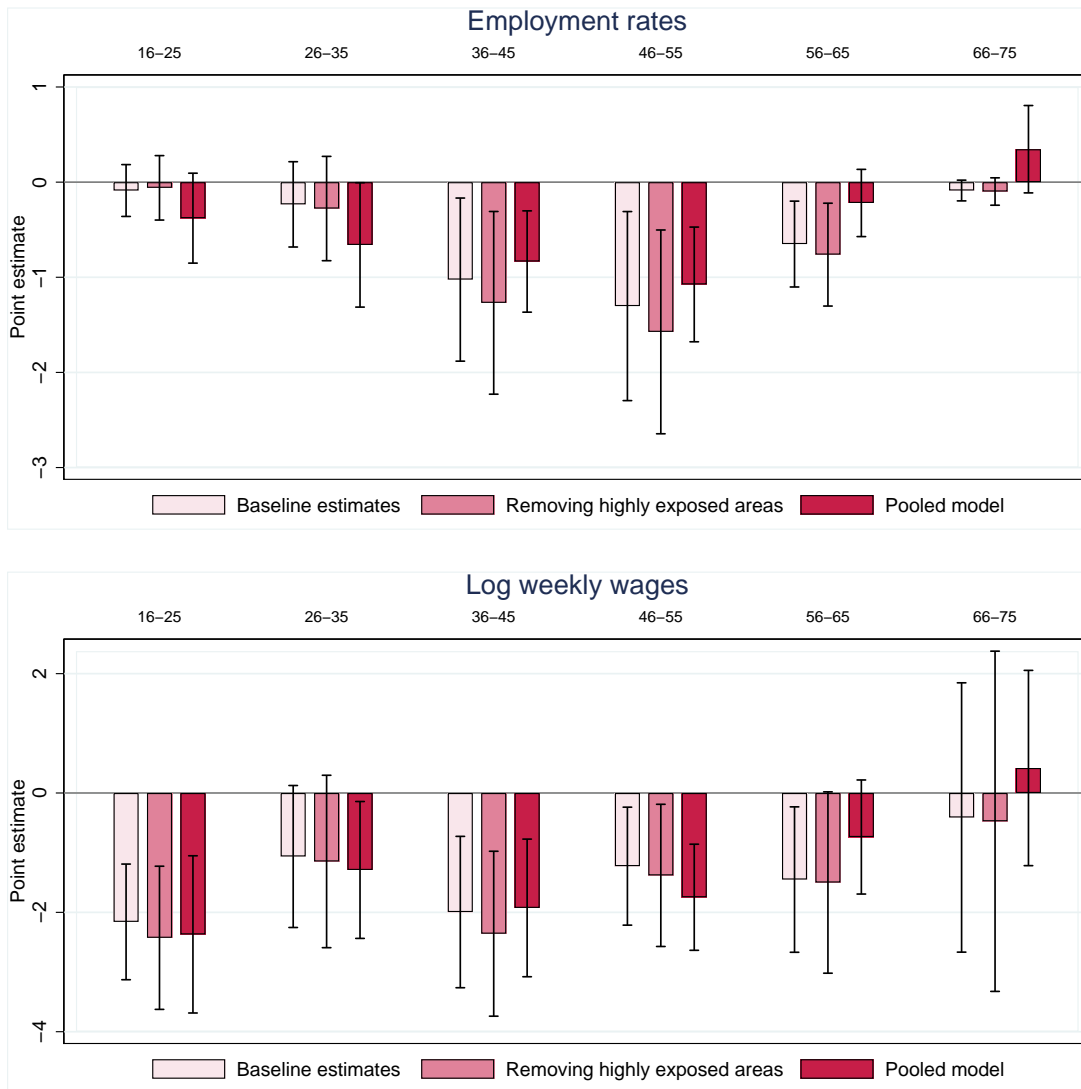 Employment rates
16−25 26−35 36−45 46−55 56−65 66−75
1
0
−1
−2
−3
Point estimate
Baseline estimates Removing highly exposed areas Pooled model
Log weekly wages
16−25 26−35 36−45 46−55 56−65 66−75
2
0
−2
−4
Point estimate
Baseline estimates Removing highly exposed areas Pooled model